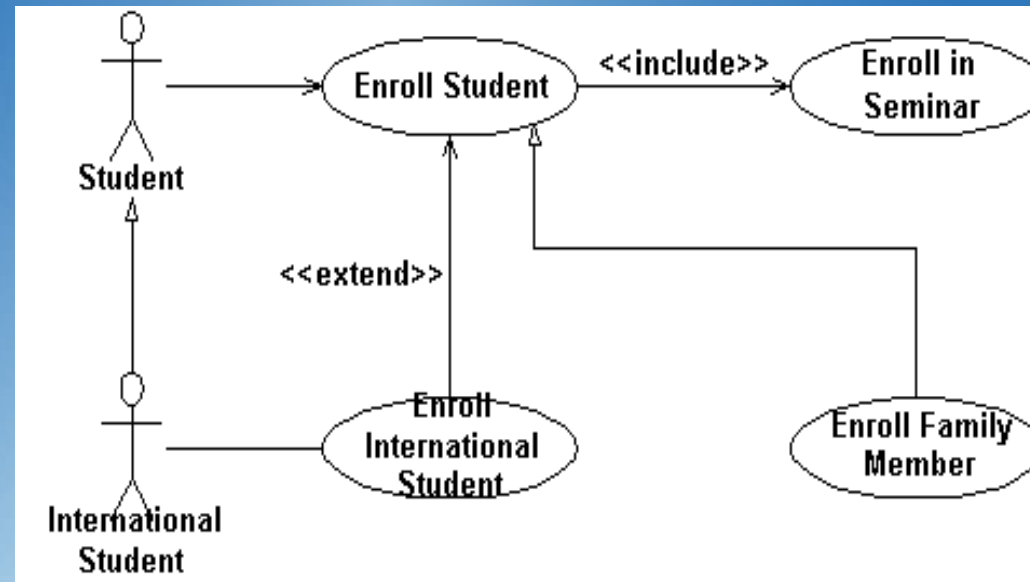 Enroll Student
<<include>>
Enroll in
Seminar
Student
<<extend>>
Enroll
International
Student
Enroll Family
Member
International
Student